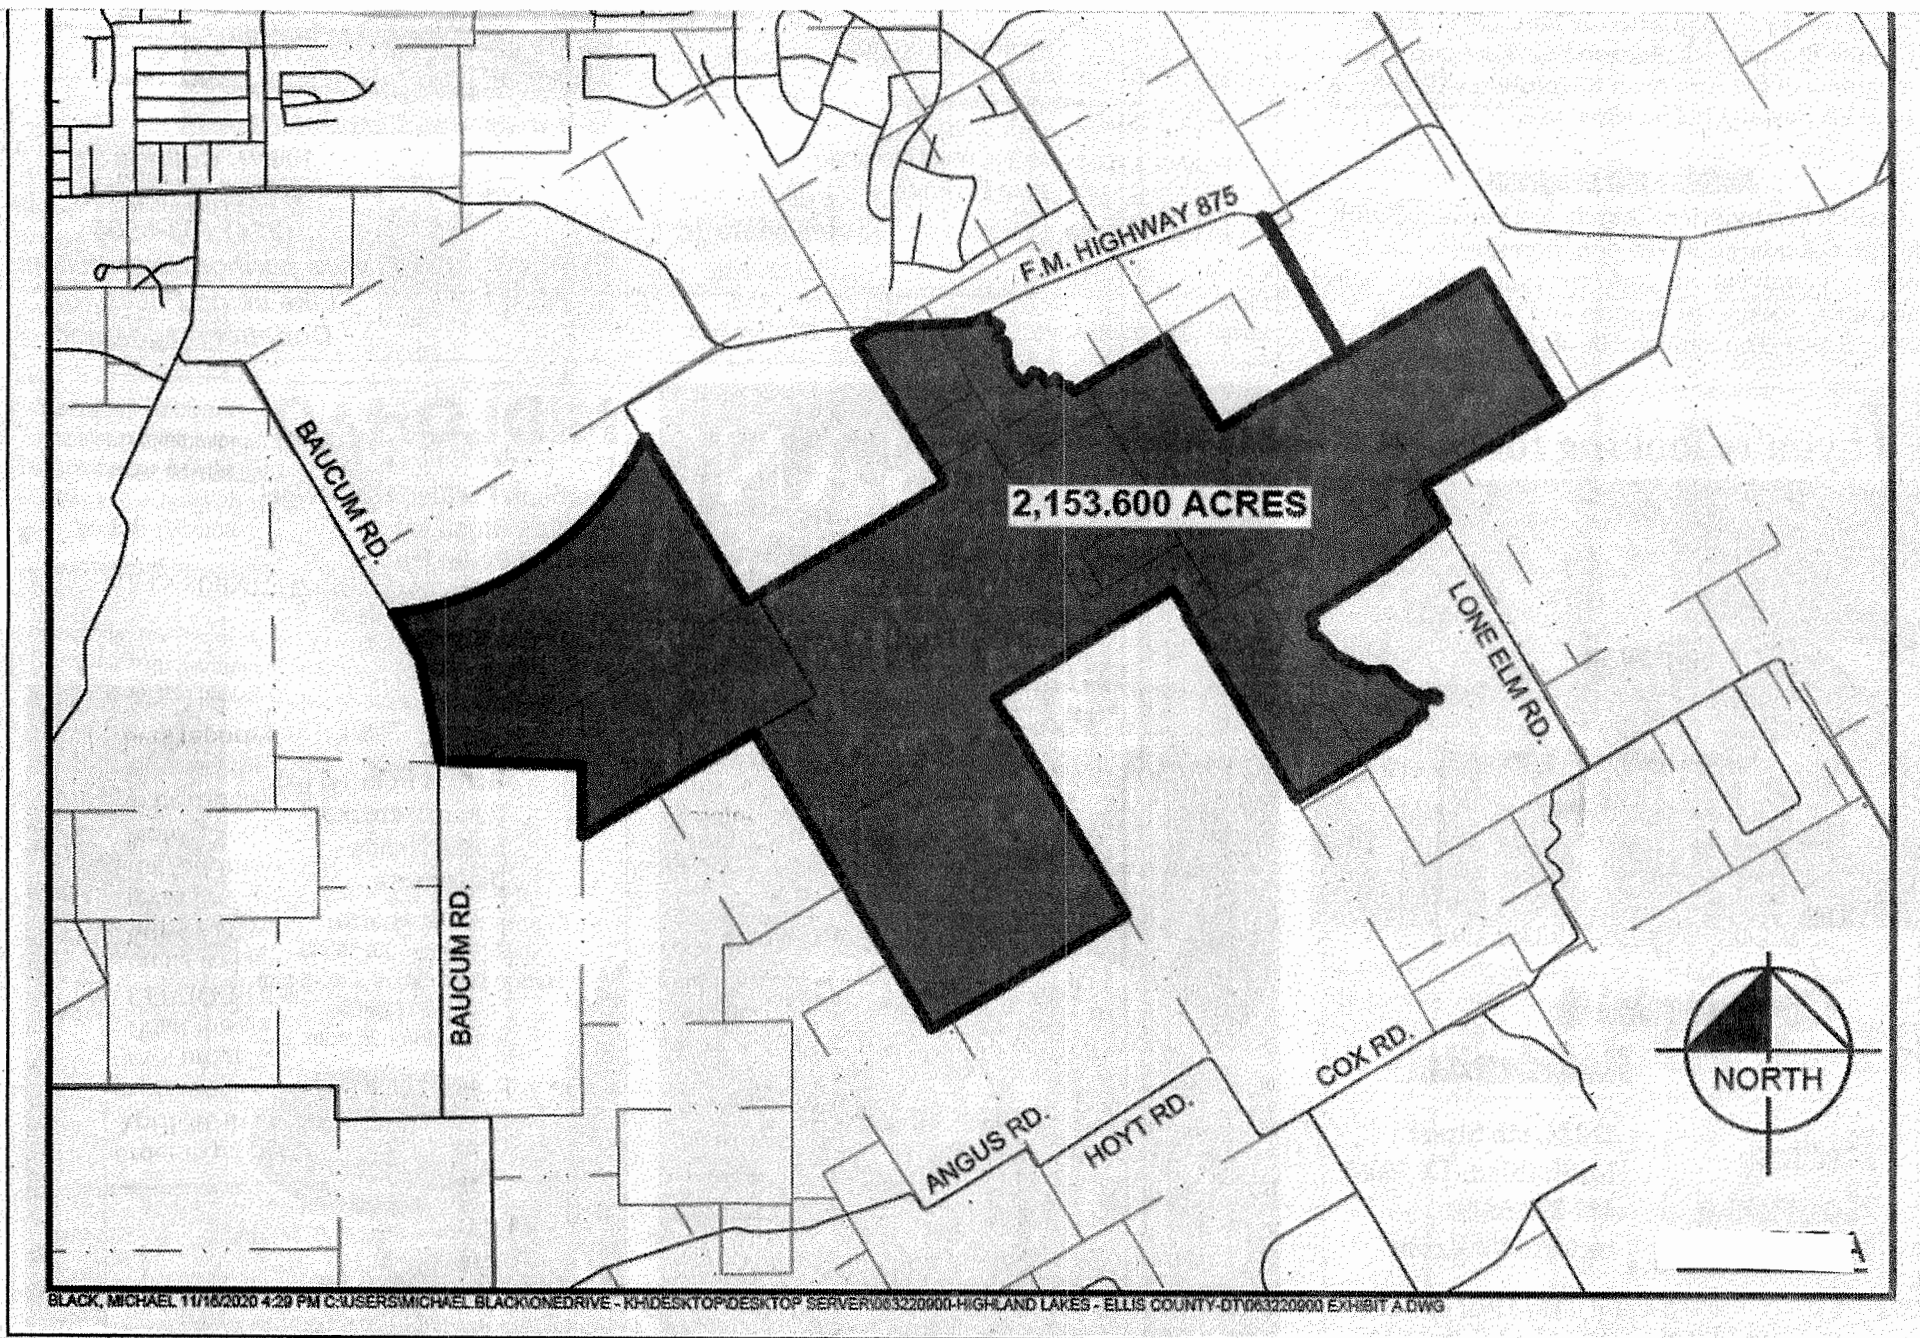 F.M. HIGHWAY 875
BAUCUM RD.
2,153.600 ACRES
LONE ELM RD.
BAUCUM RD.
COX RD.
NORTH
ANGUS RD.
HOYT RD.
BLACK, MICHAEL 11/16/2020 4:29 PM C:\USERS\MICHAEL.BLACK\ONEDRIVE - KH\DESKTOP\DESKTOP SERVER\063220900-HIGHLAND LAKES - ELLIS COUNTY-DT\063220900 EXHIBIT A.DWG